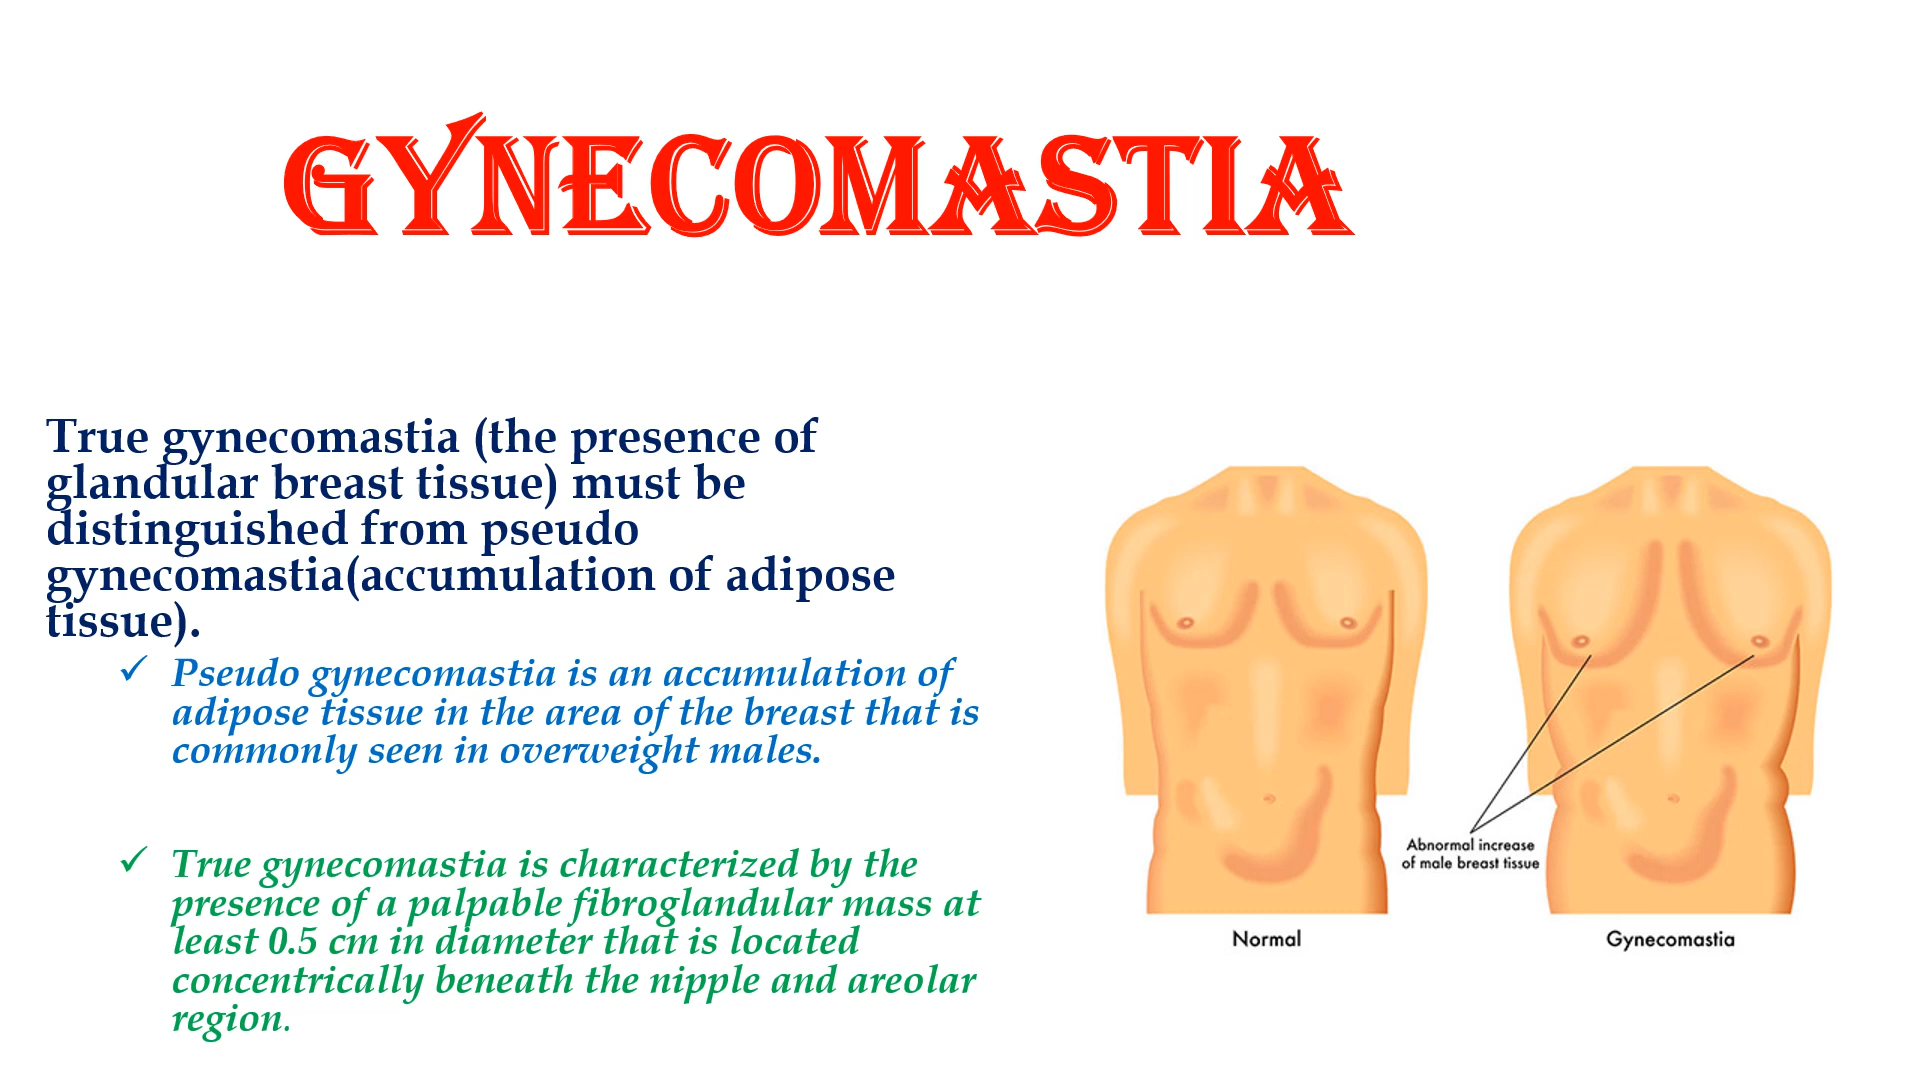 GYNECOMASTIA
True gynecomastia (the presence of
glandular breast tissue) must be
distinguished from pseudo
gynecomastia(accumulation of adipose
tissue).
✓ Pseudo gynecomastia is an accumulation of
adipose tissue in the area of the breast that is
commonly seen in overweight males.
✓ True gynecomastia is characterized by the
presence of a palpable fibroglandular mass at
least 0.5 cm in diameter that is located
concentrically beneath the nipple and areolar
region.
Abnormal increase
of male breast tissue
Normal
Gynecomastia